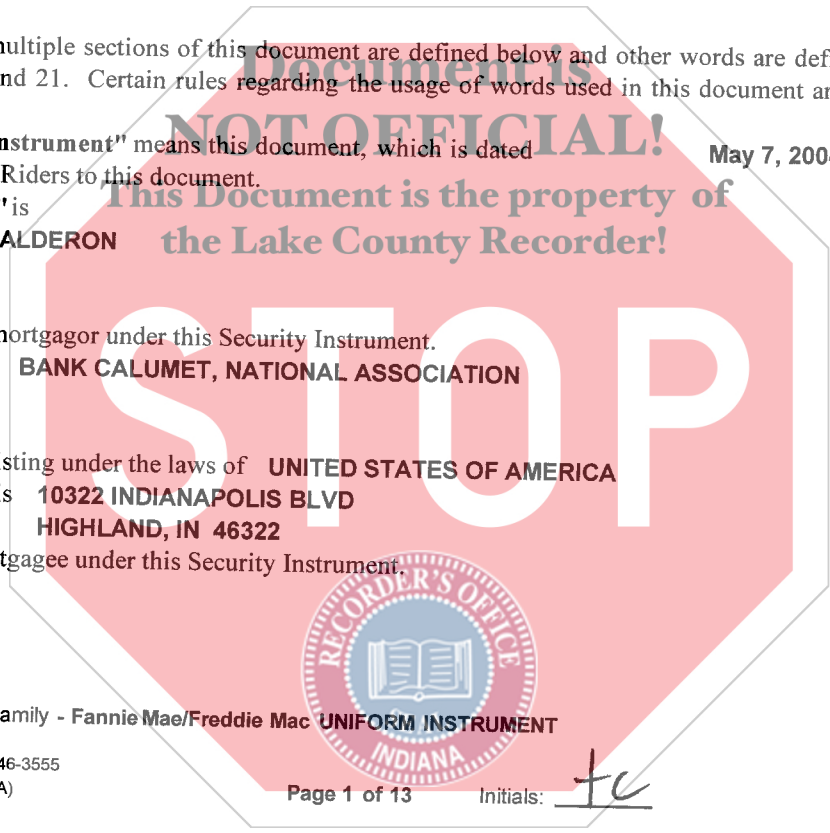 multiple sections of this document are defined below and other words are defi
nd 21. Certain rules regarding the usage of words used in this document ar
Document is
NOT OFFICIAL!
This Document is the property of
the Lake County Recorder!
nstrument" means this document, which is dated May 7, 200
Riders to this document.
" is
ALDERON
STOP
mortgagor under this Security Instrument.
BANK CALUMET, NATIONAL ASSOCIATION
sting under the laws of UNITED STATES OF AMERICA
s 10322 INDIANAPOLIS BLVD
HIGHLAND, IN 46322
tgagee under this Security Instrument.
RECORDER'S OFFICE
INDIANA
amily - Fannie Mae/Freddie Mac UNIFORM INSTRUMENT
46-3555
A)
Page 1 of 13 Initials: tc